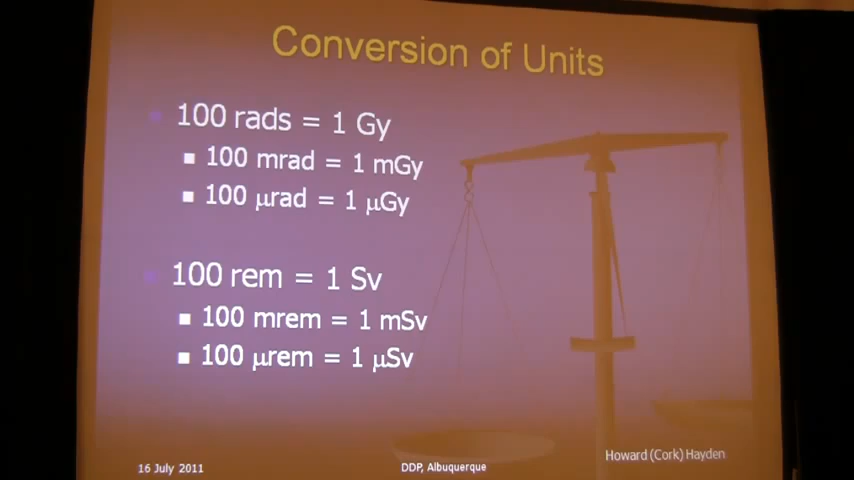 Conversion of Units
100 rads = 1 Gy
100 mrad = 1 mGy
100 μrad = 1 μGy
100 rem = 1 Sv
100 mrem = 1 mSv
100 μrem = 1 μSv
16 July 2011
DDP, Albuquerque
Howard (Cork) Hayden